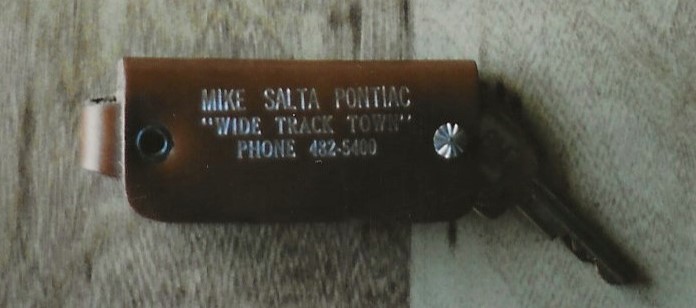 MIKE SALTA PONTIAC
"WIDE TRACK TOWN"
PHONE 482-5400